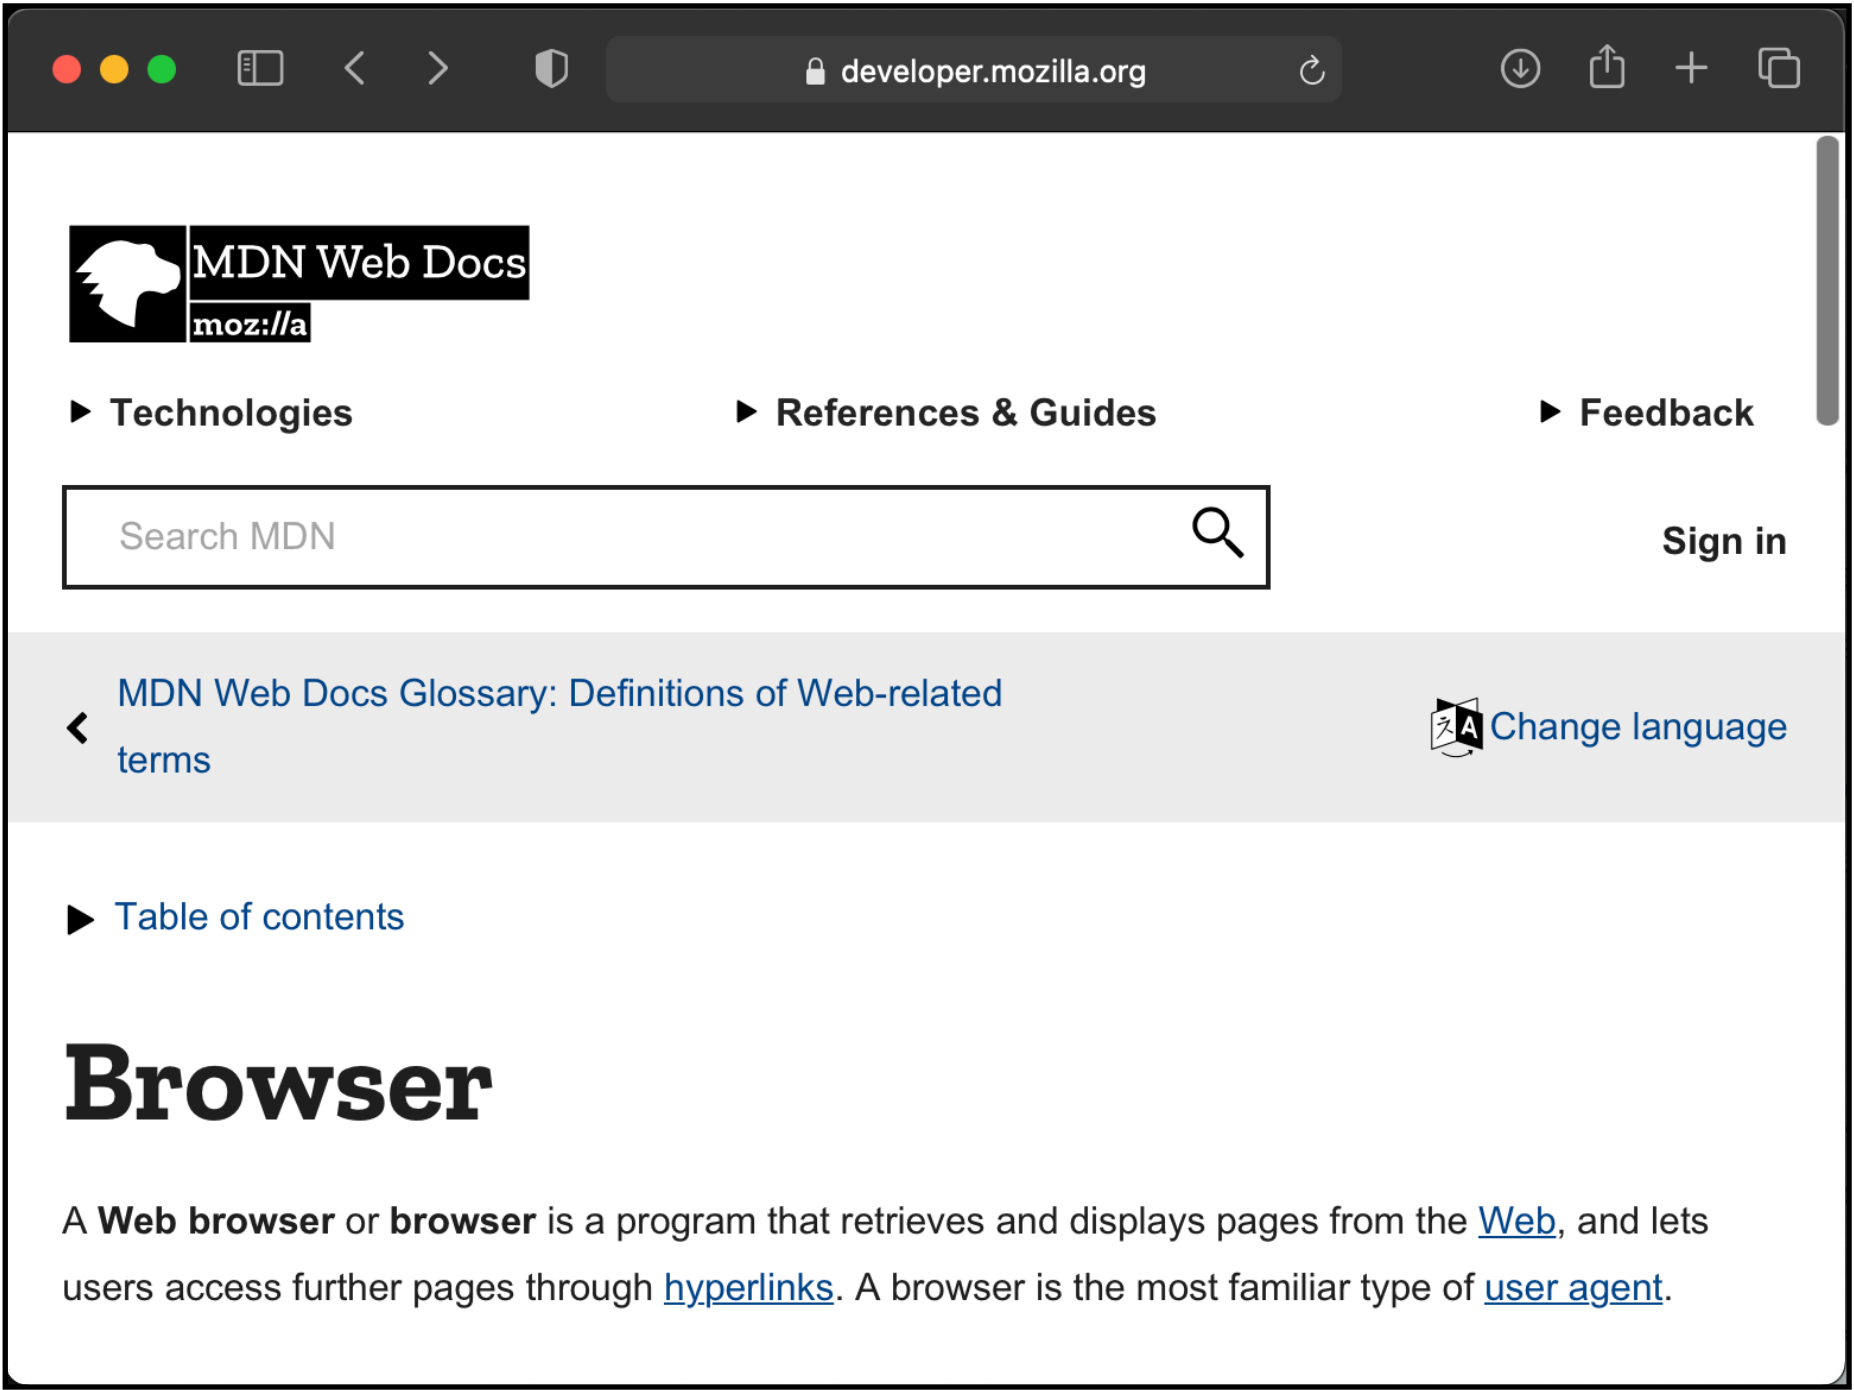 developer.mozilla.org
MDN Web Docs
moz://a
Technologies
References & Guides
Feedback
Search MDN
Sign in
MDN Web Docs Glossary: Definitions of Web-related
terms
Change language
Table of contents
Browser
A Web browser or browser is a program that retrieves and displays pages from the Web, and lets
users access further pages through hyperlinks. A browser is the most familiar type of user agent.